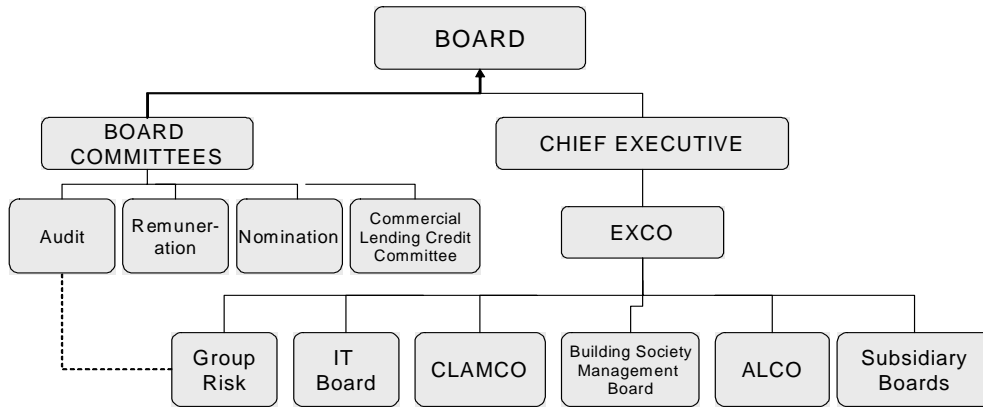 BOARD
BOARD
COMMITTEES
CHIEF EXECUTIVE
Audit
Remuner-
ation
Nomination
Commercial
Lending Credit
Committee
EXCO
Group
Risk
IT
Board
CLAMCO
Building Society
Management
Board
ALCO
Subsidiary
Boards